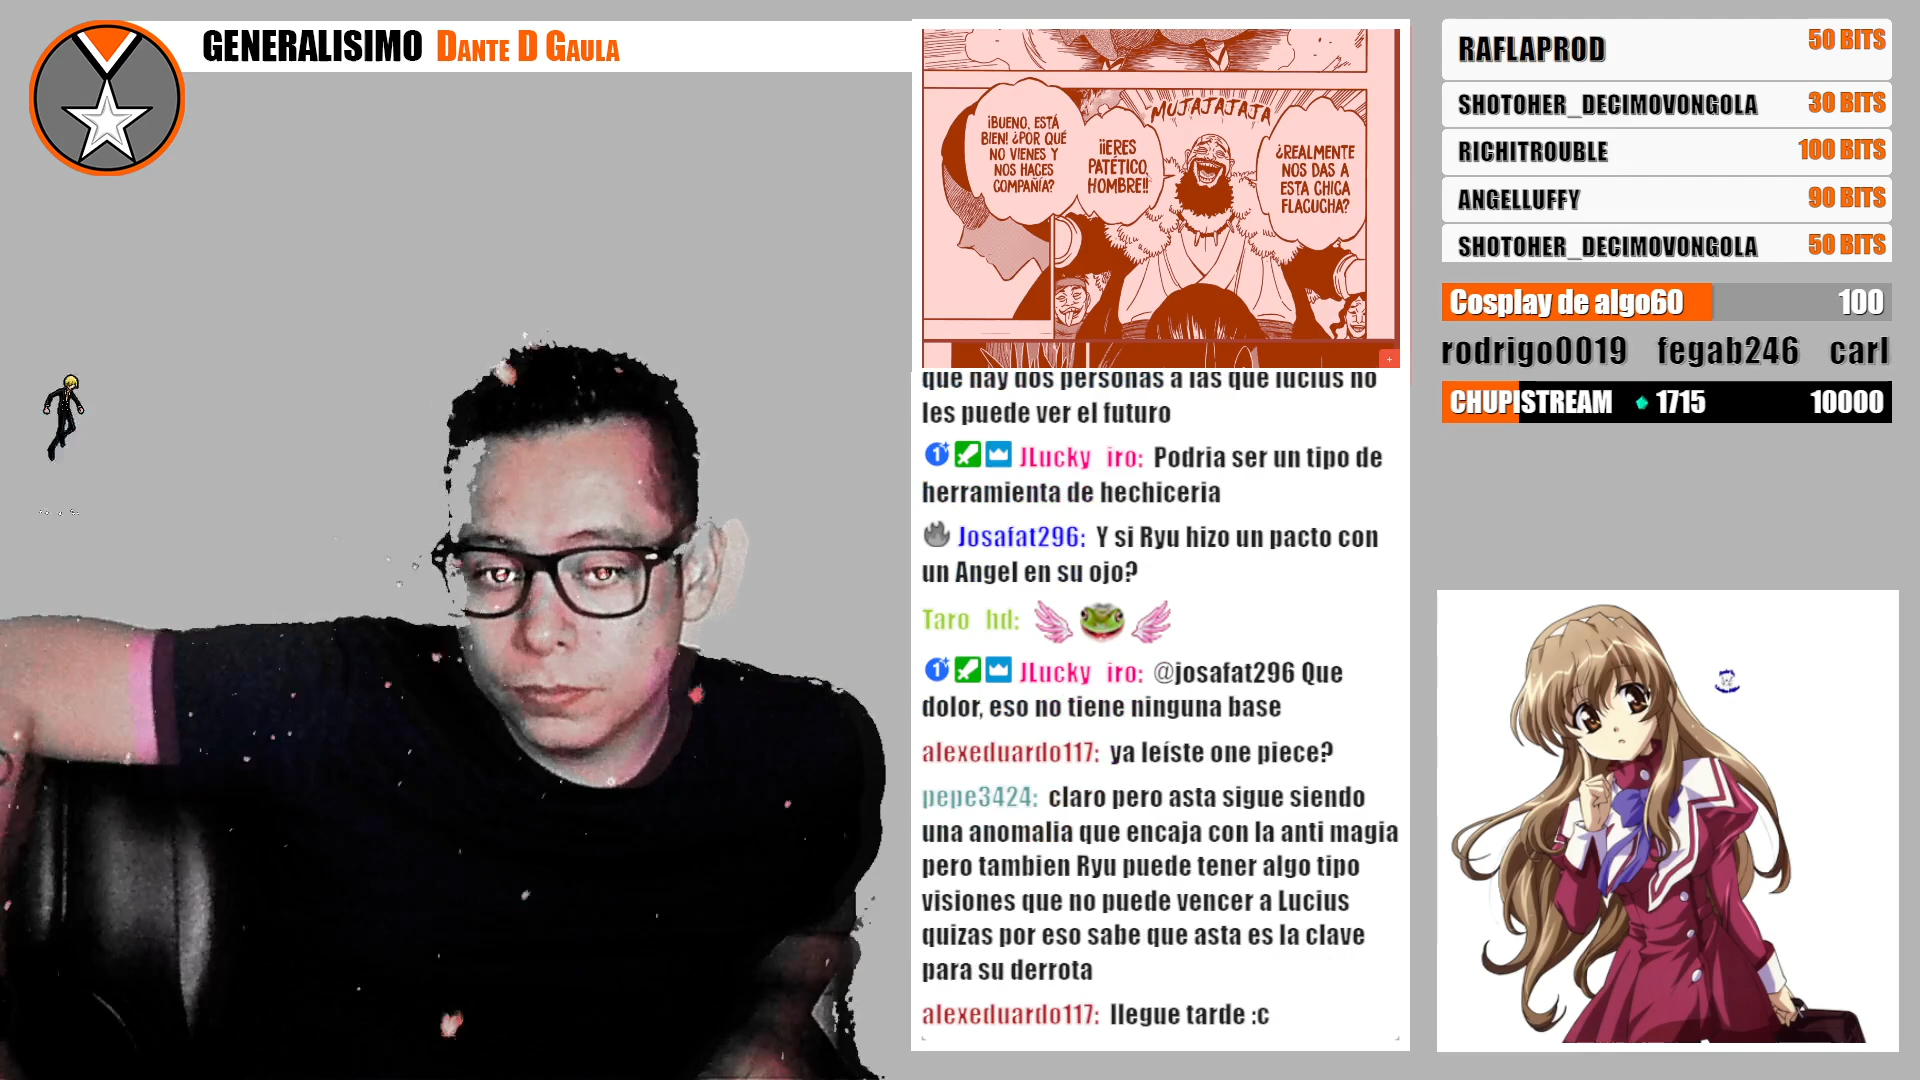 GENERALISIMO DANTE D GAULA
¡BUENO, ESTÁ
BIEN! ¿POR QUÉ
NO VIENES Y
NOS HACES
COMPAÑÍA?
¡¡ERES
PATÉTICO,
HOMBRE!!
MUJAJAJAJA
¿REALMENTE
NOS DAS A
ESTA CHICA
FLACUCHA?
que hay dos personas a las que lucius no
les puede ver el futuro
JLucky iro: Podria ser un tipo de
herramienta de hechiceria
Josafat296: Y si Ryu hizo un pacto con
un Angel en su ojo?
Taro hd:
JLucky iro: @josafat296 Que
dolor, eso no tiene ninguna base
alexeduardo117: ya leíste one piece?
pepe3424: claro pero asta sigue siendo
una anomalia que encaja con la anti magia
pero tambien Ryu puede tener algo tipo
visiones que no puede vencer a Lucius
quizas por eso sabe que asta es la clave
para su derrota
alexeduardo117: llegue tarde :c
RAFLAPROD 50 BITS
SHOTOHER_DECIMOVONGOLA 30 BITS
RICHITROUBLE 100 BITS
ANGELLUFFY 90 BITS
SHOTOHER_DECIMOVONGOLA 50 BITS
Cosplay de algo60 100
rodrigo0019 fegab246 carl
CHUPISTREAM 1715 10000